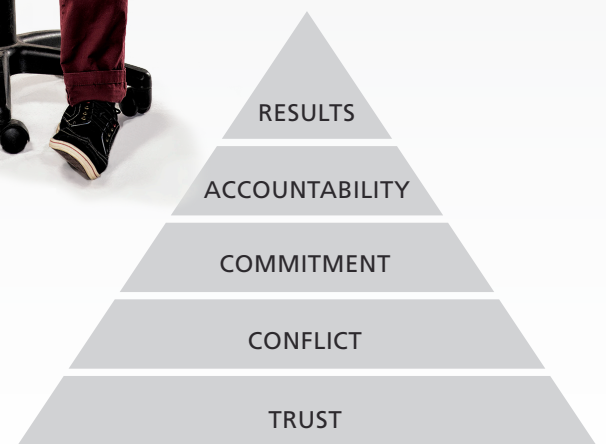 RESULTS
ACCOUNTABILITY
COMMITMENT
CONFLICT
TRUST